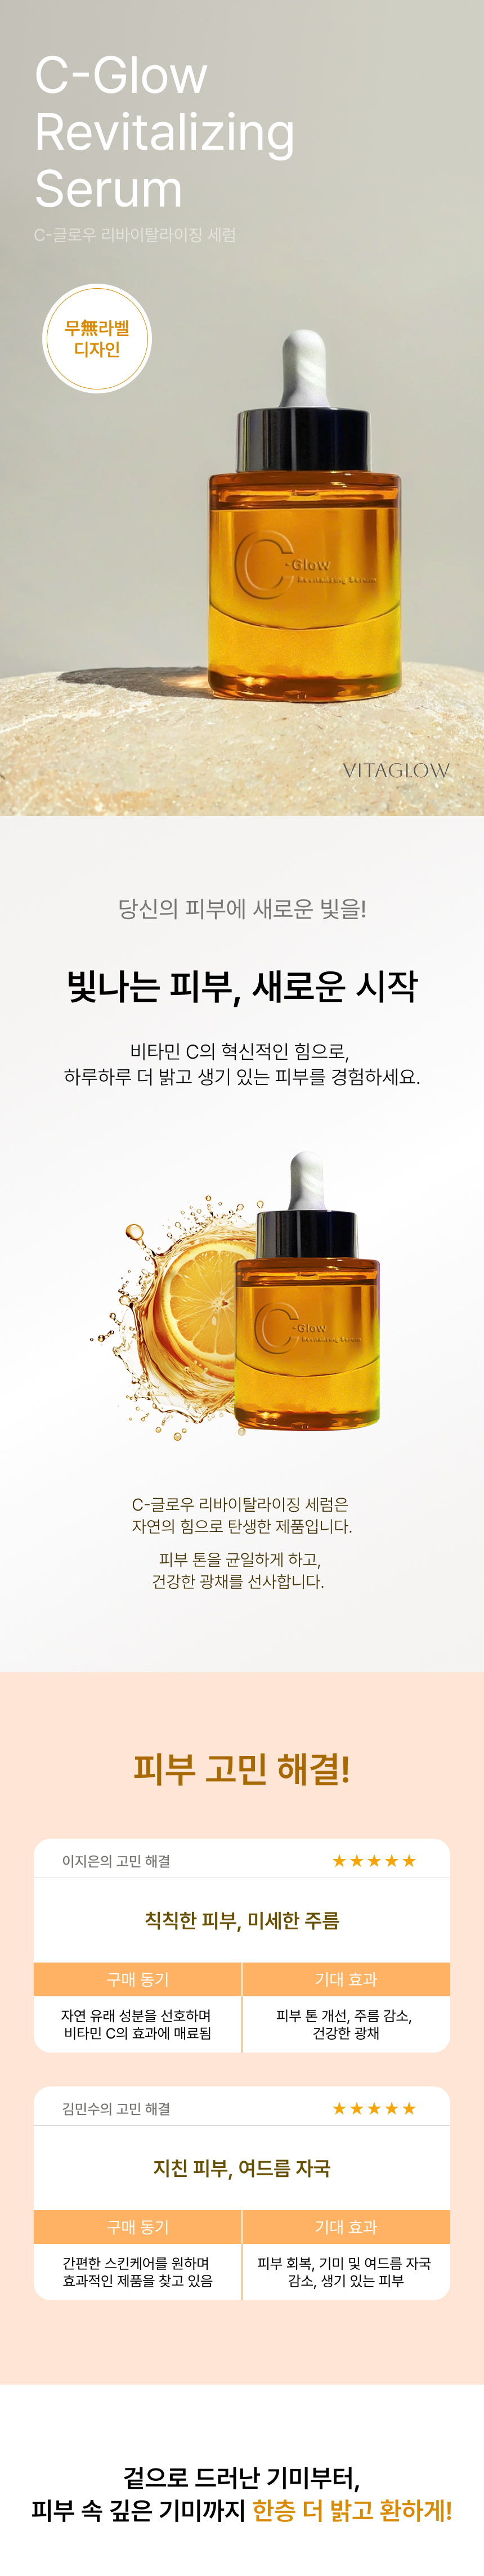 C-Glow
Revitalizing
Serum
C-글로우 리바이탈라이징 세럼
무無라벨
디자인
C-Glow
Revitalizing Serum
VITAGLOW
당신의 피부에 새로운 빛을!
빛나는 피부, 새로운 시작
비타민 C의 혁신적인 힘으로,
하루하루 더 밝고 생기 있는 피부를 경험하세요.
C-Glow
Revitalizing Serum
C-글로우 리바이탈라이징 세럼은
자연의 힘으로 탄생한 제품입니다.
피부 톤을 균일하게 하고,
건강한 광채를 선사합니다.
피부 고민 해결!
이지은의 고민 해결 ★★★★★
칙칙한 피부, 미세한 주름
구매 동기 기대 효과
자연 유래 성분을 선호하며 피부 톤 개선, 주름 감소,
비타민 C의 효과에 매료됨 건강한 광채
김민수의 고민 해결 ★★★★★
지친 피부, 여드름 자국
구매 동기 기대 효과
간편한 스킨케어를 원하며 피부 회복, 기미 및 여드름 자국
효과적인 제품을 찾고 있음 감소, 생기 있는 피부
겉으로 드러난 기미부터,
피부 속 깊은 기미까지 한층 더 밝고 환하게!